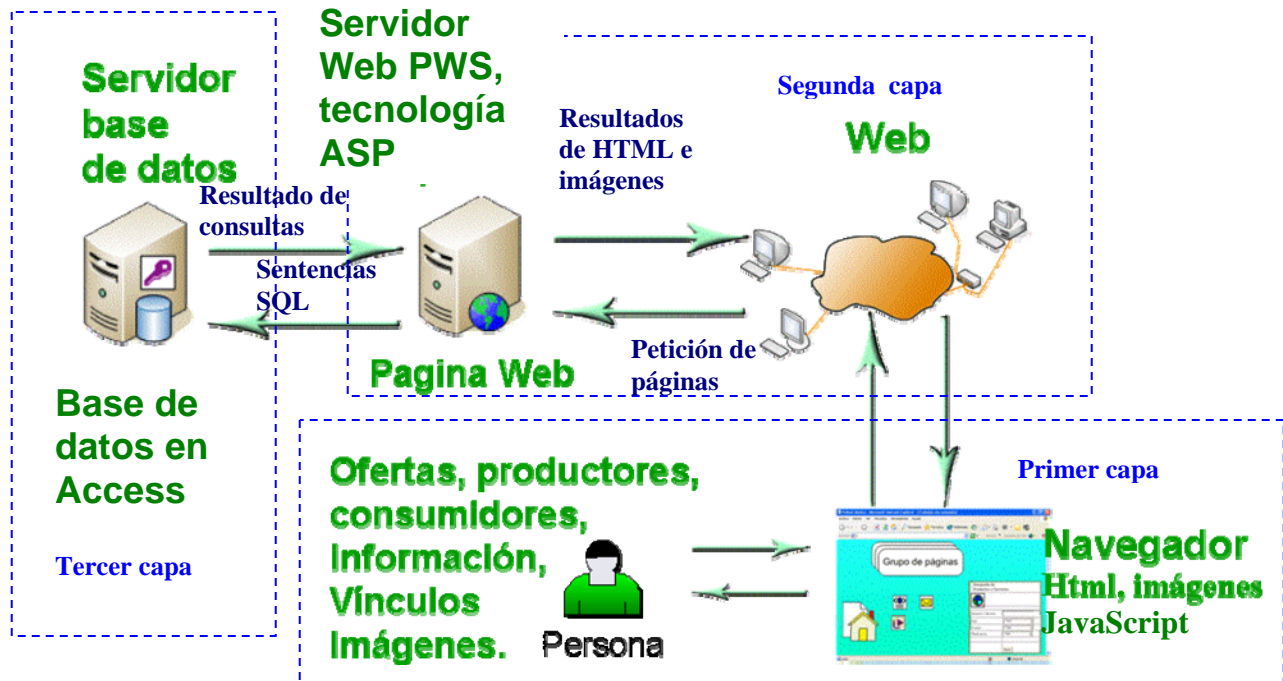 Servidor
base
de datos
Base de
datos en
Access
Tercer capa
Servidor
Web PWS,
tecnología
ASP
Resultado de
consultas
Sentencias
SQL
Pagina Web
Resultados
de HTML e
imágenes
Petición de
páginas
Segunda capa
Web
Primer capa
Ofertas, productores,
consumidores,
Información,
Vínculos
Imágenes.
Persona
Grupo de páginas
Navegador
Html, imágenes
JavaScript